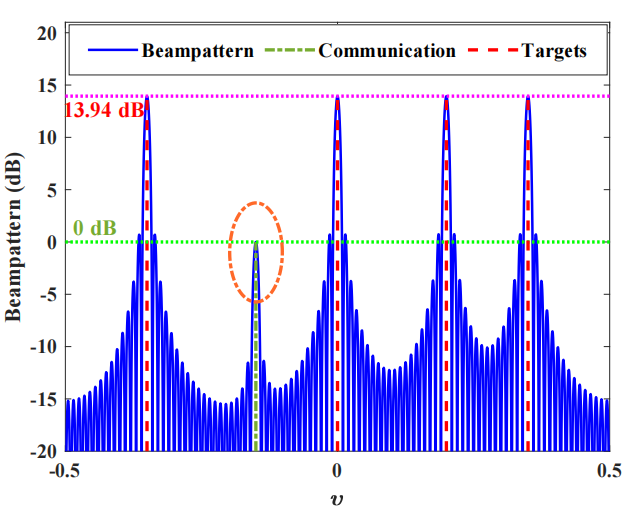 Beampattern Communication Targets
20
15
13.94 dB
10
5
0 dB
0
-5
-10
-15
-20
Beampattern (dB)
-0.5 0 0.5
υ